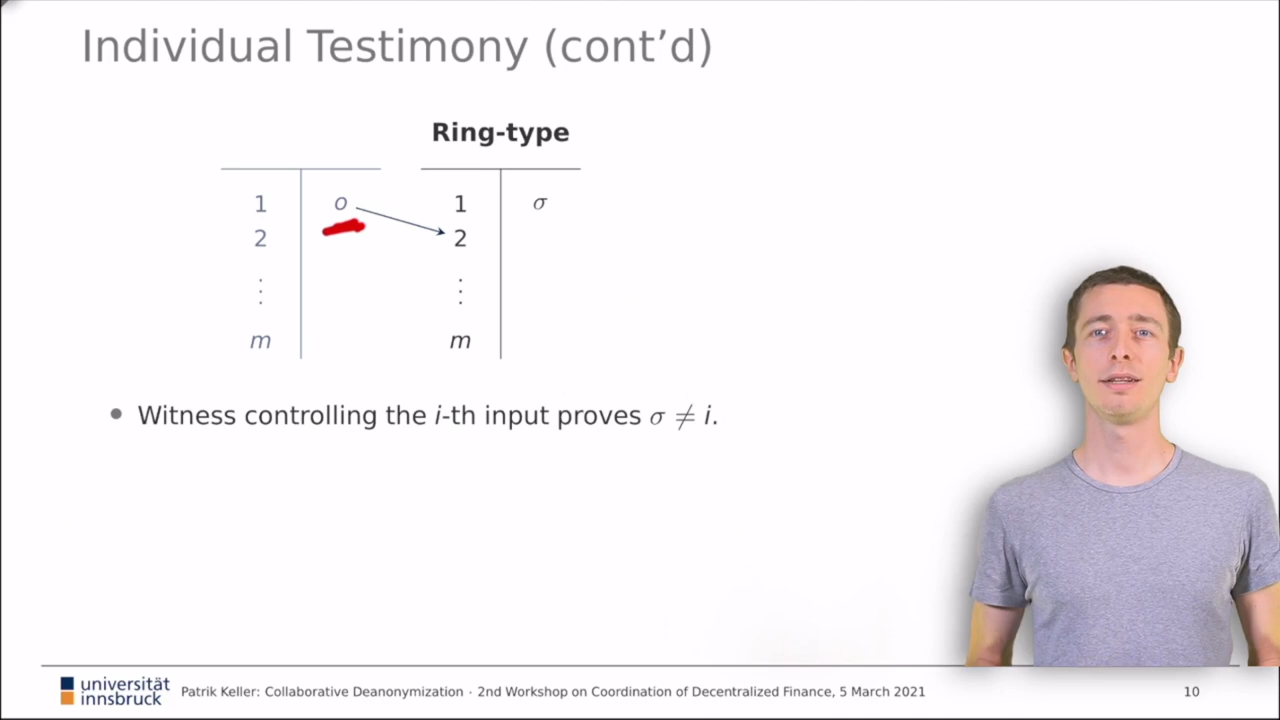 Individual Testimony (cont’d)
Ring-type
1 o 1 σ
2 2
⋮ ⋮
m m
• Witness controlling the i-th input proves σ ≠ i.
universität
innsbruck
Patrik Keller: Collaborative Deanonymization · 2nd Workshop on Coordination of Decentralized Finance, 5 March 2021 10